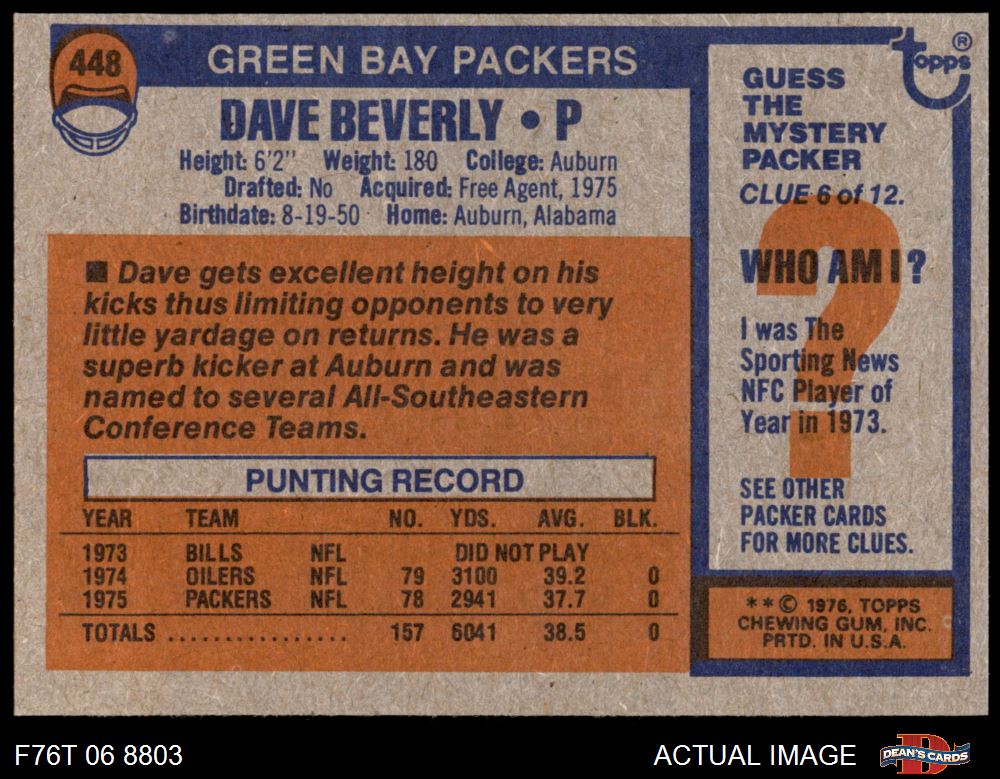 448
GREEN BAY PACKERS
DAVE BEVERLY • P
Height: 6'2" Weight: 180 College: Auburn
Drafted: No Acquired: Free Agent, 1975
Birthdate: 8-19-50 Home: Auburn, Alabama
■ Dave gets excellent height on his
kicks thus limiting opponents to very
little yardage on returns. He was a
superb kicker at Auburn and was
named to several All-Southeastern
Conference Teams.
PUNTING RECORD
YEAR TEAM NO. YDS. AVG. BLK.
1973 BILLS NFL DID NOT PLAY
1974 OILERS NFL 79 3100 39.2 0
1975 PACKERS NFL 78 2941 37.7 0
TOTALS ................ 157 6041 38.5 0
topps®
GUESS
THE
MYSTERY
PACKER
CLUE 6 of 12.
WHO AM I?
I was The
Sporting News
NFC Player of
Year in 1973.
SEE OTHER
PACKER CARDS
FOR MORE CLUES.
**© 1976, TOPPS
CHEWING GUM, INC.
PRTD. IN U.S.A.
F76T 06 8803
ACTUAL IMAGE
DEAN'S CARDS